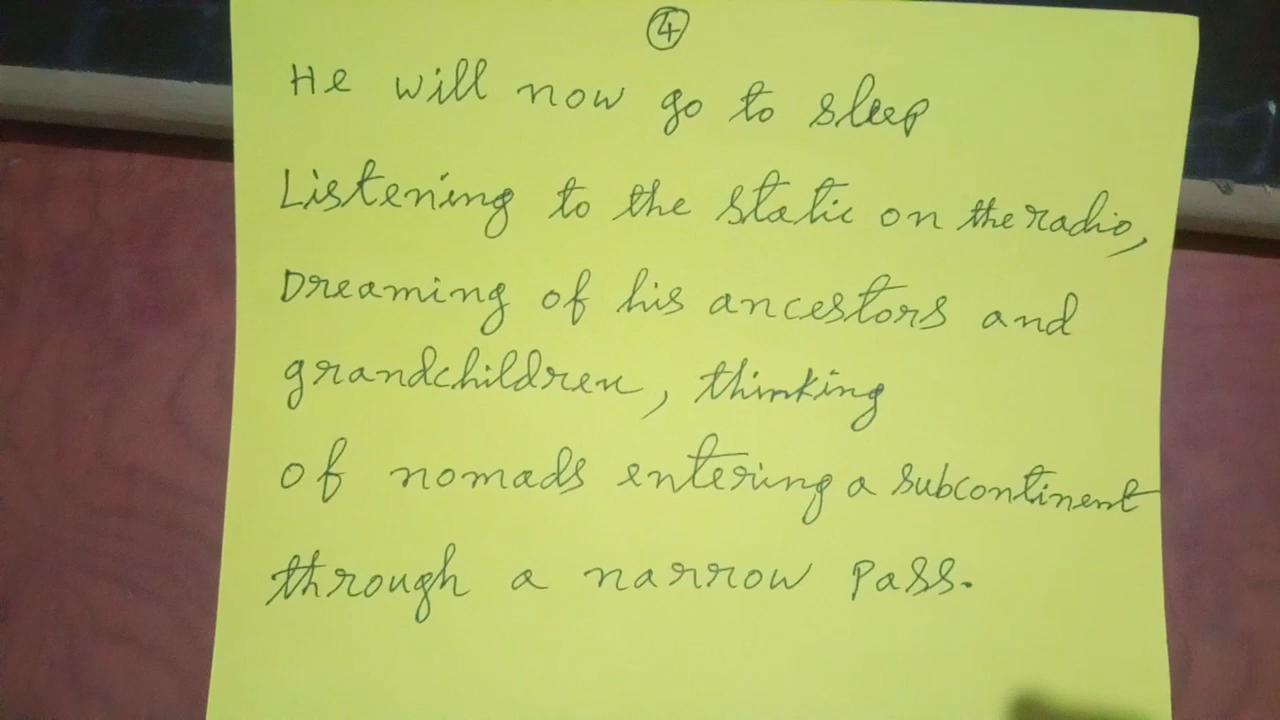 4
He will now go to sleep
Listening to the static on the radio,
Dreaming of his ancestors and
grandchildren, thinking
of nomads entering a subcontinent
through a narrow pass.